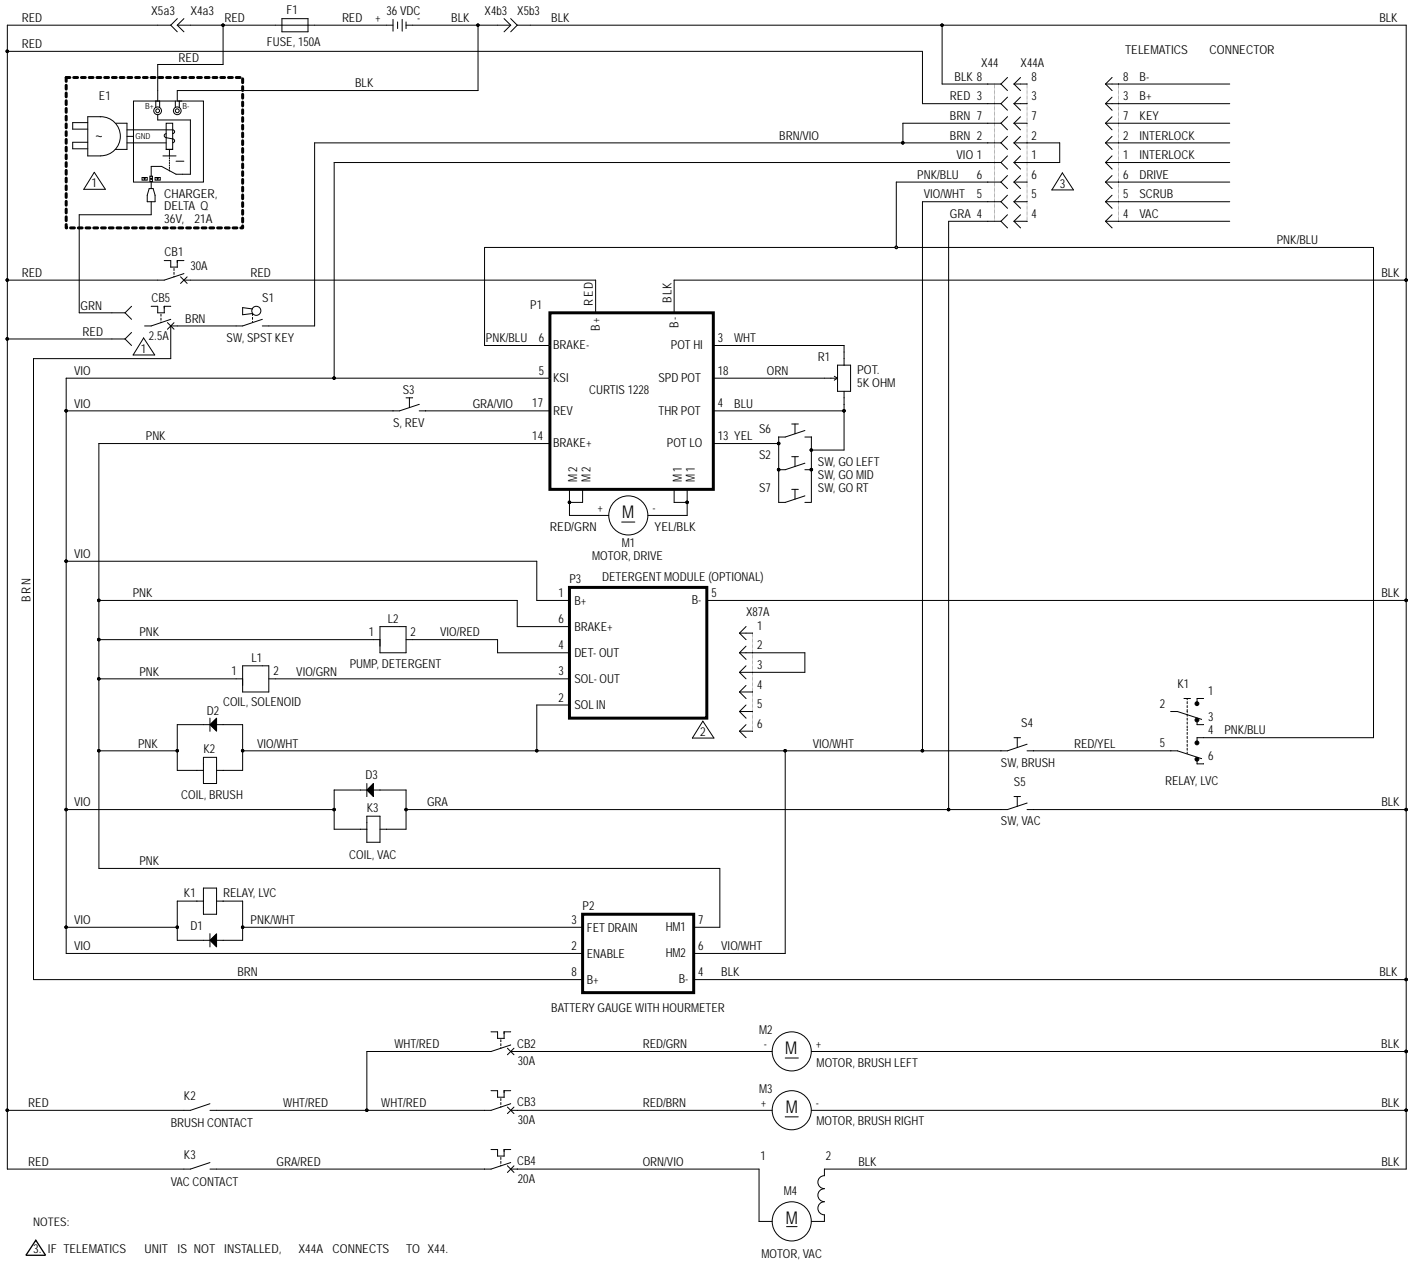 RED X5a3 X4a3 RED F1 RED + 36 VDC - BLK X4b3 X5b3 BLK BLK
FUSE, 150A
RED
RED
BLK
TELEMATICS CONNECTOR
X44 X44A
BLK 8 8 8 B-
RED 3 3 3 B+
BRN 7 7 7 KEY
BRN/VIO BRN 2 2 2 INTERLOCK
VIO 1 1 1 INTERLOCK
PNK/BLU 6 6 6 DRIVE
VIO/WHT 5 5 5 SCRUB
GRA 4 4 4 VAC
3
E1
B+ B-
~ GND
1
CHARGER,
DELTA Q
36V, 21A
PNK/BLU
CB1
RED 30A RED RED BLK BLK
GRN CB5 S1
BRN
RED 2.5A SW, SPST KEY
1
P1
B+ B-
PNK/BLU 6 BRAKE- POT HI 3 WHT
R1 POT.
5K OHM
VIO 5 KSI SPD POT 18 ORN
CURTIS 1228
VIO S3 GRA/VIO 17 REV THR POT 4 BLU
S, REV
PNK 14 BRAKE+ POT LO 13 YEL
S6
S2 SW, GO LEFT
SW, GO MID
S7 SW, GO RT
M2 M2 M1 M1
+ M -
RED/GRN YEL/BLK
M1
MOTOR, DRIVE
VIO
BRN
P3 DETERGENT MODULE (OPTIONAL)
PNK 1 B+ B- 5 BLK
6 BRAKE+
PNK 1 L2 2 VIO/RED 4 DET- OUT
PUMP, DETERGENT
PNK 1 L1 2 VIO/GRN 3 SOL- OUT
COIL, SOLENOID
2 SOL IN
2
X87A
1
2
3
4
5
6
D2
PNK K2 VIO/WHT VIO/WHT
COIL, BRUSH
S4 RED/YEL
SW, BRUSH
K1 1
2 3
4 PNK/BLU
5 6
RELAY, LVC
D3
VIO K3 GRA
COIL, VAC
S5
SW, VAC
BLK
PNK
K1 RELAY, LVC
VIO D1 PNK/WHT
P2
3 FET DRAIN HM1 7
VIO 2 ENABLE HM2 6 VIO/WHT
BRN 8 B+ B- 4 BLK BLK
BATTERY GAUGE WITH HOURMETER
WHT/RED CB2 RED/GRN M2 - M + BLK
30A MOTOR, BRUSH LEFT
RED K2 WHT/RED WHT/RED CB3 RED/BRN M3 + M - BLK
BRUSH CONTACT 30A MOTOR, BRUSH RIGHT
RED K3 GRA/RED CB4 ORN/VIO 1 2 BLK BLK
VAC CONTACT 20A
M4
M
MOTOR, VAC
NOTES:
3 IF TELEMATICS UNIT IS NOT INSTALLED, X44A CONNECTS TO X44.